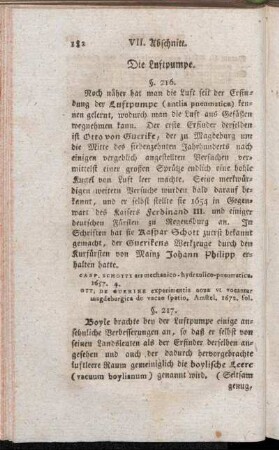 182 VII. Abschnitt.
Die Luftpumpe.
§. 216.
Noch näher hat man die Luft seit der Erfin-
dung der Luftpumpe (antlia pneumatica) ken-
nen gelernt, wodurch man die Luft aus Gefäßen
wegnehmen kann. Der erste Erfinder derselben
ist Otto von Guerike, der zu Magdeburg um
die Mitte des siebenzehnten Jahrhunderts nach
einigen vergeblich angestellten Versuchen ver-
mittelst einer großen Sprütze endlich eine hohle
Kugel von Luft leer machte. Seine merkwür-
digen weitern Versuche wurden bald darauf be-
kannt, und er selbst stellte sie 1654 in Gegen-
wart des Kaisers Ferdinand III. und einiger
deutschen Fürsten zu Regensburg an. In
Schriften hat sie Kaspar Schott zuerst bekannt
gemacht, der Guerikens Werkzeuge durch den
Kurfürsten von Mainz Johann Philipp er-
halten hatte.
CASP. SCHOTTI ars mechanico-hydraulico-pneumatica.
1657. 4.
OTT. DE GUERIKE experimenta nova ut vocantur
magdeburgica de vacuo spatio, Amstel. 1672. fol.
§. 217.
Boyle brachte bey der Luftpumpe einige an-
sehnliche Verbesserungen an, so daß er selbst von
seinen Landsleuten als der Erfinder derselben
angesehen und auch der dadurch hervorgebrachte
luftleere Raum gemeiniglich die boylische Leere
(vacuum boylianum) genannt wird. (Seltsam
genug,